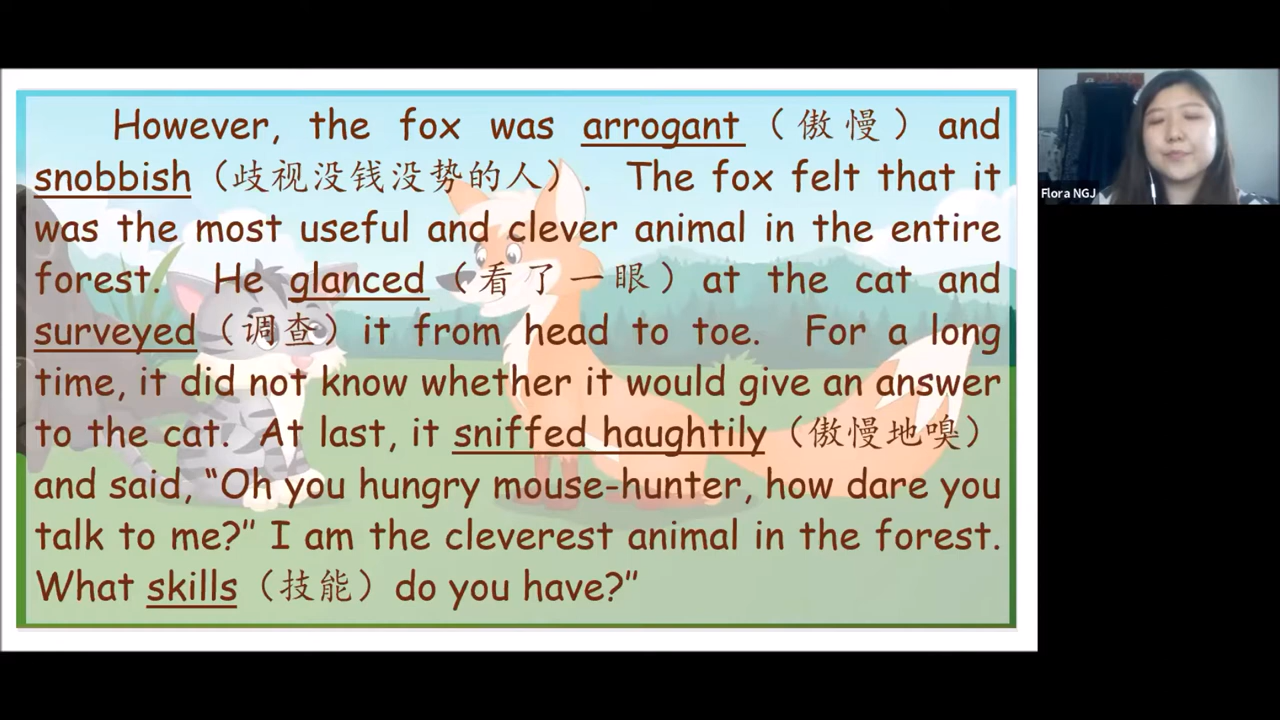 However, the fox was arrogant（傲慢）and
snobbish（歧视没钱没势的人）. The fox felt that it
was the most useful and clever animal in the entire
forest. He glanced（看了一眼）at the cat and
surveyed（调查）it from head to toe. For a long
time, it did not know whether it would give an answer
to the cat. At last, it sniffed haughtily（傲慢地嗅）
and said, “Oh you hungry mouse-hunter, how dare you
talk to me?” I am the cleverest animal in the forest.
What skills（技能）do you have?”
Flora NGJ